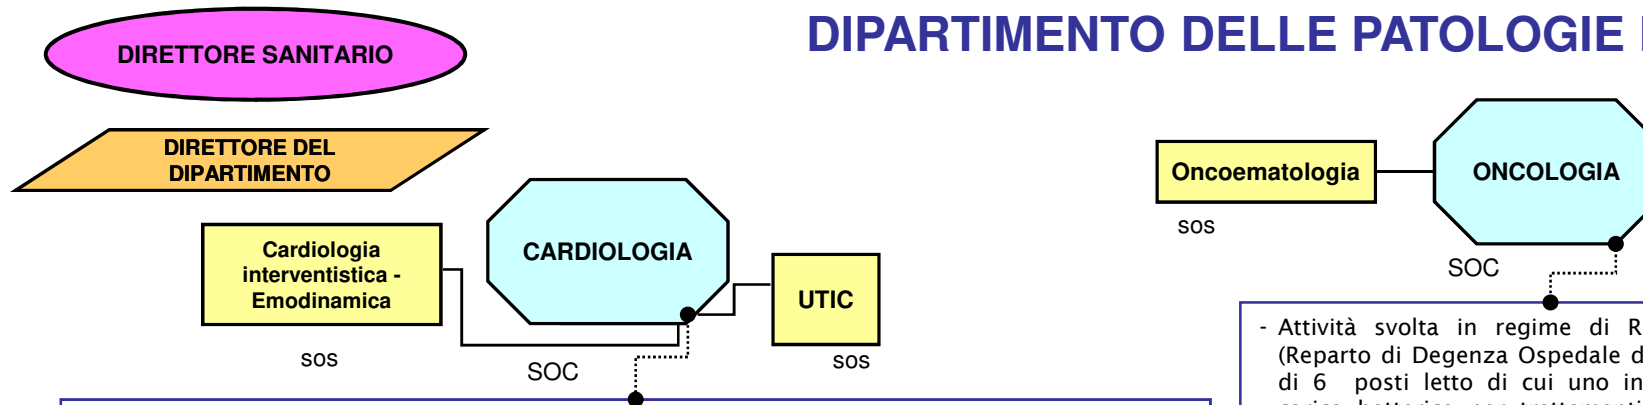 DIPARTIMENTO DELLE PATOLOGIE
DIRETTORE SANITARIO
DIRETTORE DEL
DIPARTIMENTO
Cardiologia
interventistica -
Emodinamica
sos
CARDIOLOGIA
SOC
UTIC
sos
Oncoematologia
sos
ONCOLOGIA
SOC
- Attività svolta in regime di
(Reparto di Degenza Ospedale
di 6 posti letto di cui uno in